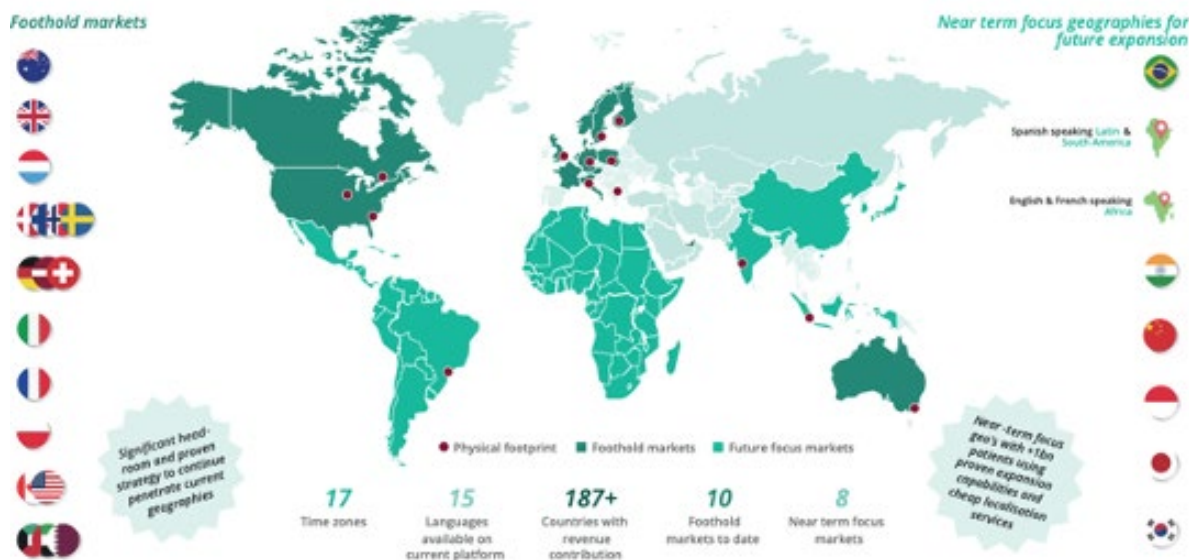 Foothold markets
Near term focus geographies for
future expansion
Spanish speaking Latin &
South America
English & French speaking
Africa
Significant head-
room and proven
strategy to continue
penetrate current
geographies
Near -term focus
geo's with +1bn
patients using
proven expansion
capabilities and
cheap localisation
services
Physical footprint
Foothold markets
Future focus markets
17
15
187+
10
8
Time zones
Languages
available on
current platform
Countries with
revenue
contribution
Foothold
markets to date
Near term focus
markets